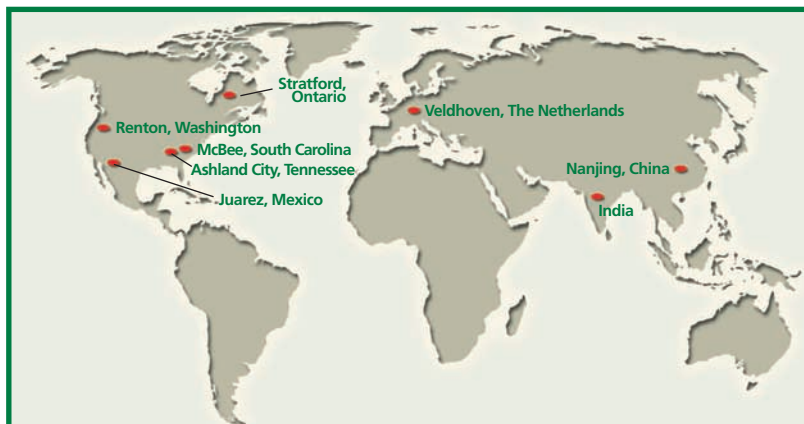 Stratford,
Ontario
Veldhoven, The Netherlands
Renton, Washington
McBee, South Carolina
Ashland City, Tennessee
Nanjing, China
Juarez, Mexico
India